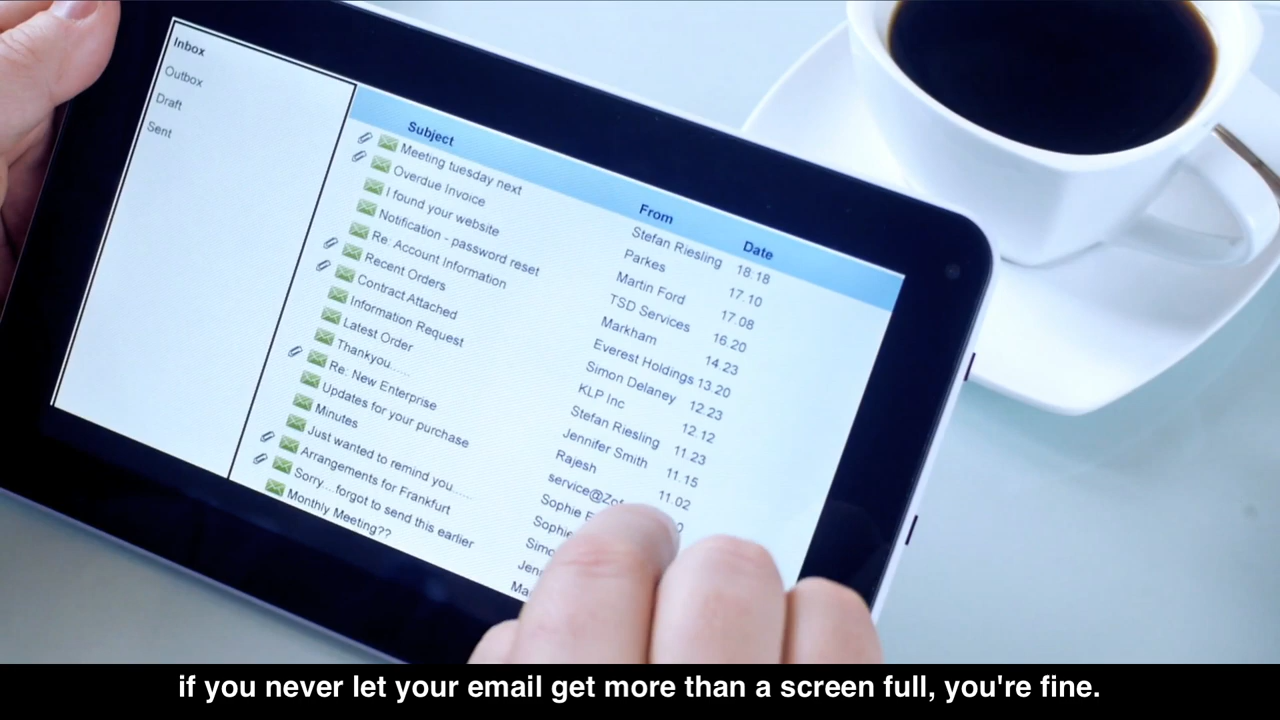 Inbox
Outbox
Draft
Sent
Subject From Date
Meeting tuesday next Stefan Riesling 18:18
Overdue Invoice Parkes 17.10
I found your website Martin Ford 17.08
Notification - password reset TSD Services 16.20
Re: Account Information Markham 14.23
Recent Orders Everest Holdings 13.20
Contract Attached Simon Delaney 12.23
Information Request KLP Inc 12.12
Latest Order Stefan Riesling 11.23
Thankyou...... Jennifer Smith 11.15
Re: New Enterprise Rajesh 11.02
Updates for your purchase
Minutes Sophie
Just wanted to remind you...... Sophie
Arrangements for Frankfurt
Sorry...forgot to send this earlier
Monthly Meeting??
if you never let your email get more than a screen full, you're fine.